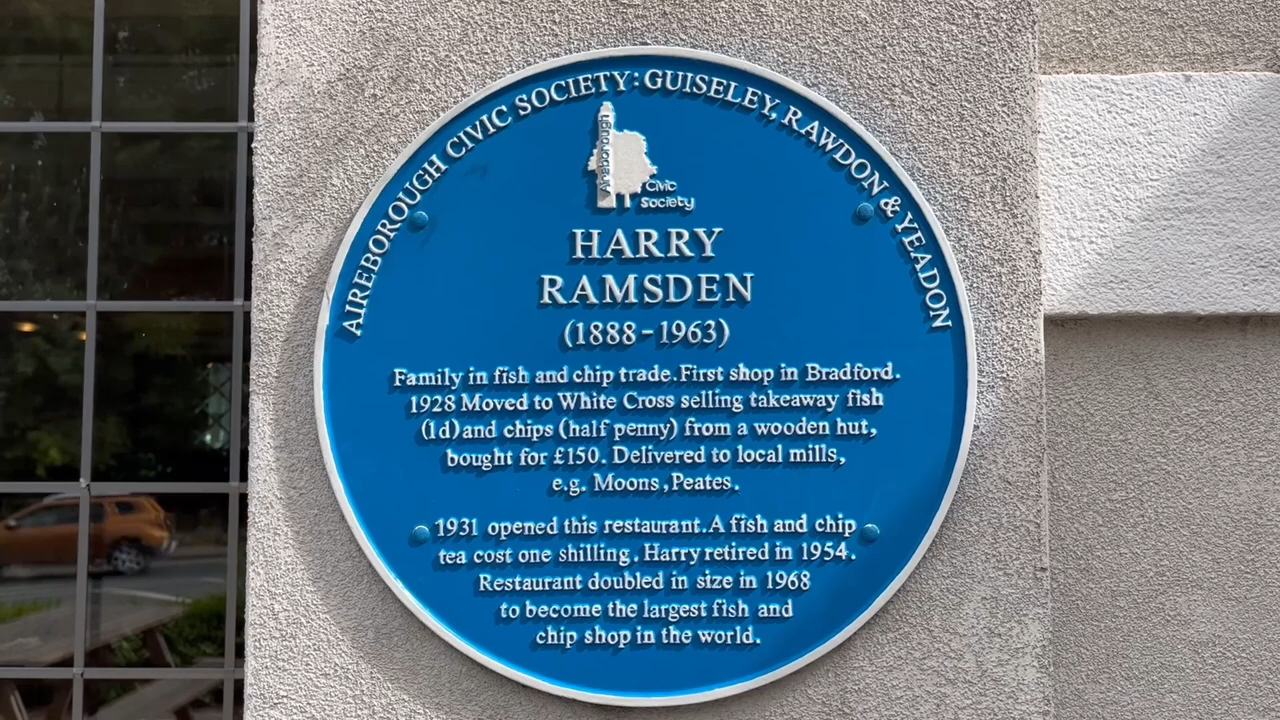 AIREBOROUGH CIVIC SOCIETY: GUISELEY, RAWDON & YEADON
Aireborough
Civic
Society
HARRY
RAMSDEN
(1888-1963)
Family in fish and chip trade. First shop in Bradford.
1928 Moved to White Cross selling takeaway fish
(1d) and chips (half penny) from a wooden hut,
bought for £150. Delivered to local mills,
e.g. Moons, Peates.
1931 opened this restaurant. A fish and chip
tea cost one shilling. Harry retired in 1954.
Restaurant doubled in size in 1968
to become the largest fish and
chip shop in the world.